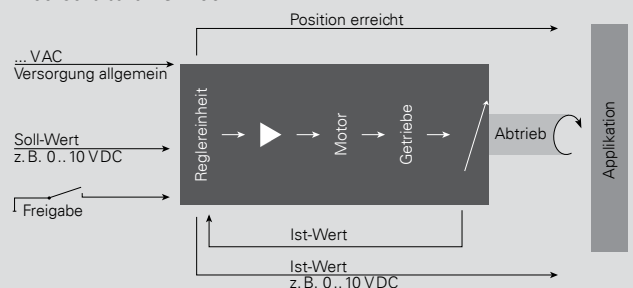 Position erreicht
... VAC
Versorgung allgemein
Soll-Wert
z. B. 0 .. 10 VDC
Freigabe
Reglereinheit
Motor
Getriebe
Abtrieb
Applikation
Ist-Wert
Ist-Wert
z. B. 0 .. 10 VDC